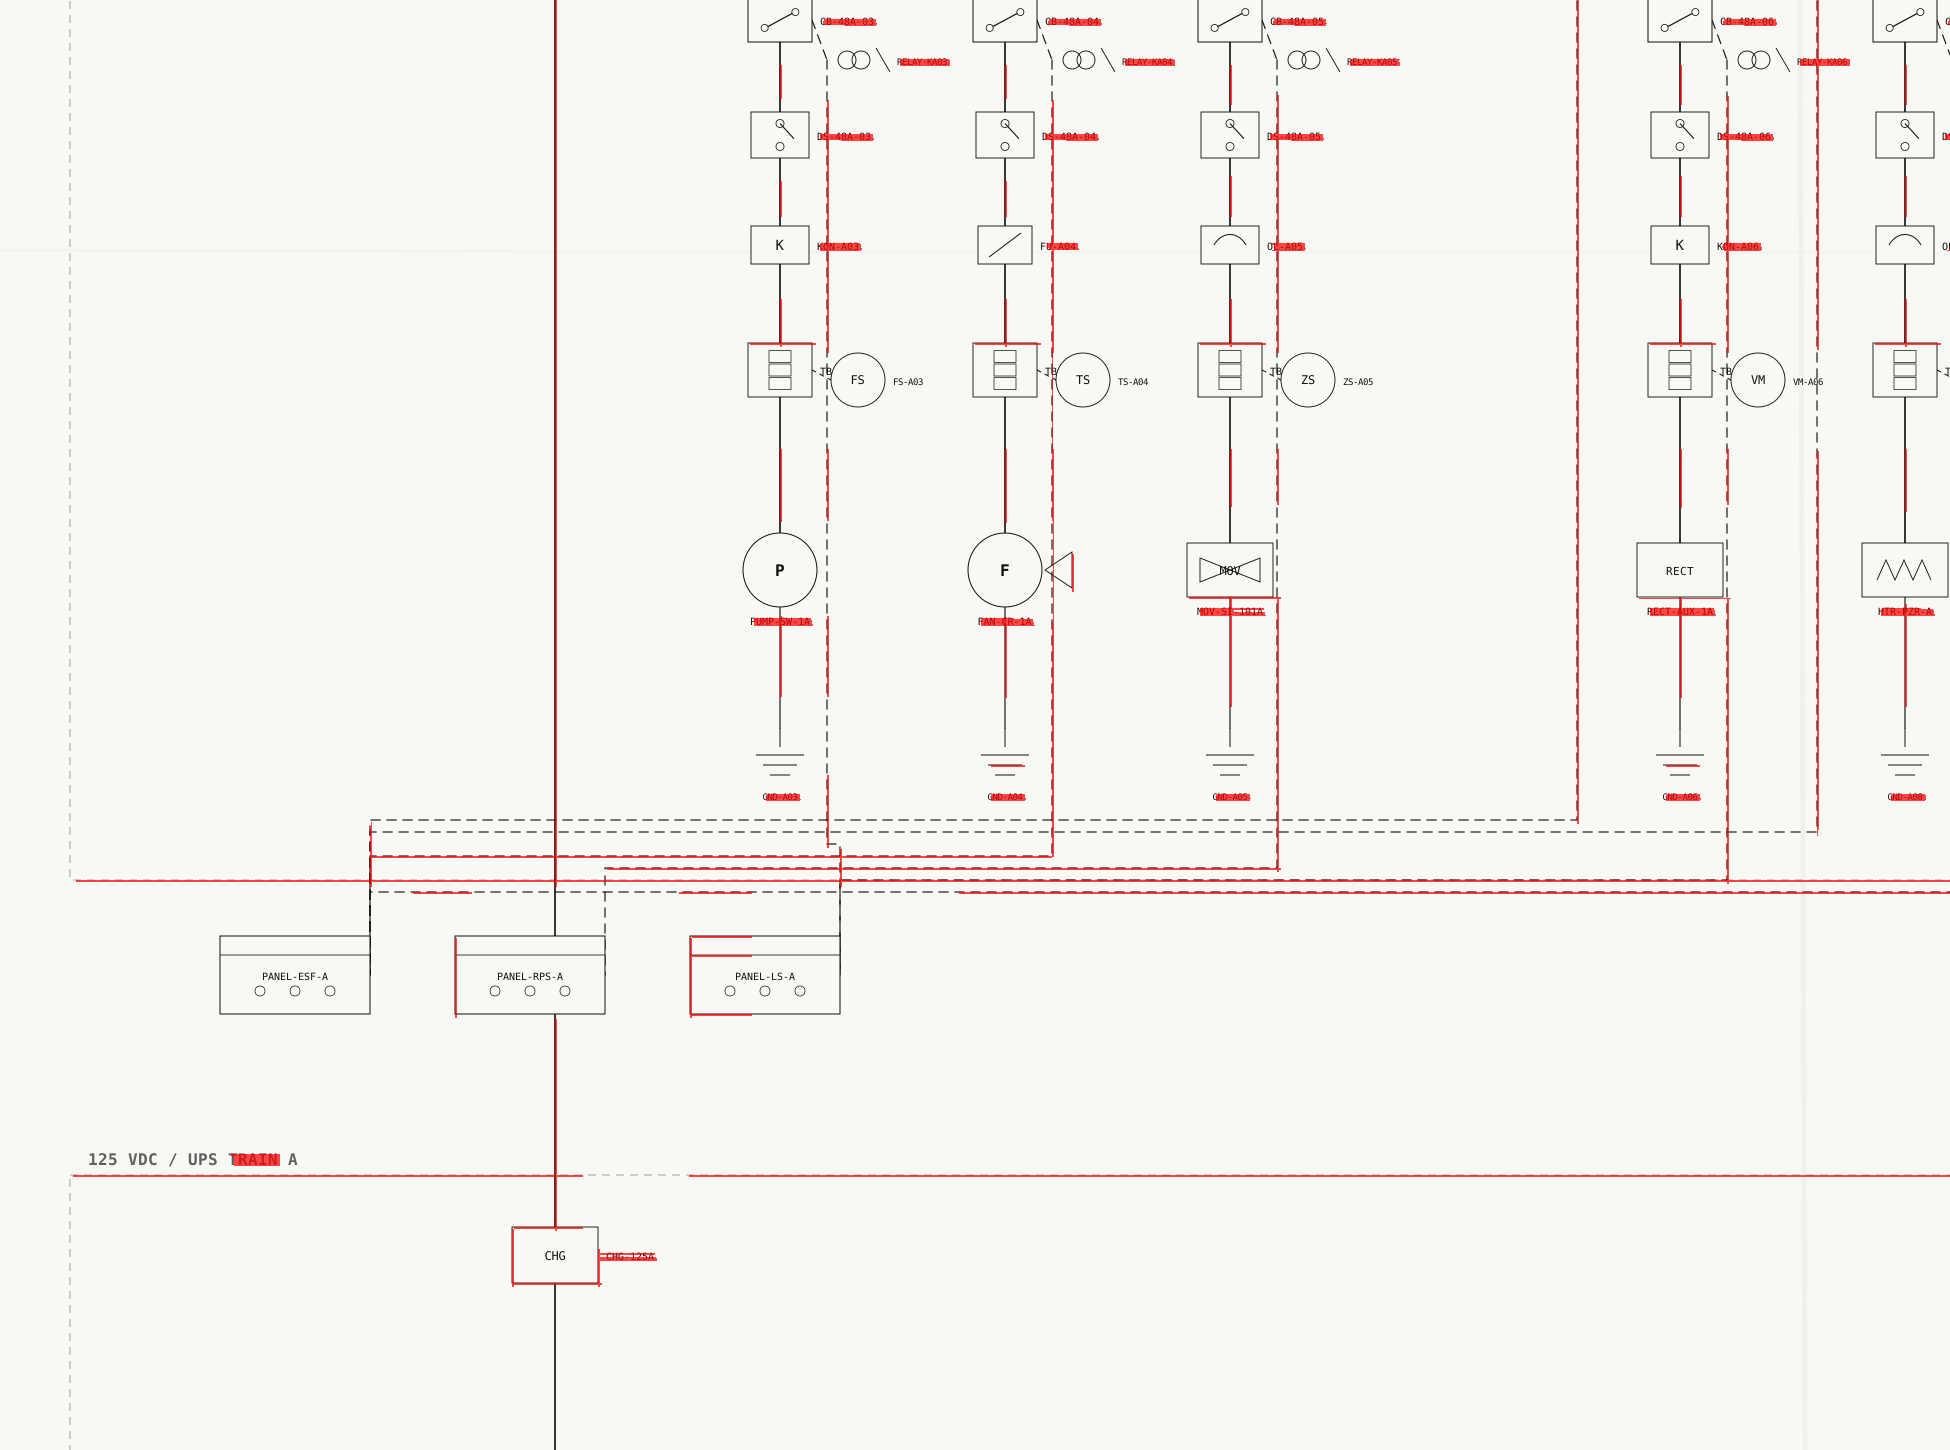 CB-48A-03 CB-48A-04 CB-48A-05 CB-48A-06
RELAY-KA03 RELAY-KA04 RELAY-KA05 RELAY-KA06
DS-48A-03 DS-48A-04 DS-48A-05 DS-48A-06
K KON-A03 FU-A04 OL-A05 K KON-A06
TB FS FS-A03 TB TS TS-A04 TB ZS ZS-A05 TB VM VM-A06
P F MOV RECT
MOV-SI-101A RECT-AUX-1A HTR-PZR-A
PUMP-SW-1A FAN-CR-1A
GND-A03 GND-A04 GND-A05 GND-A06 GND-A08
PANEL-ESF-A PANEL-RPS-A PANEL-LS-A
125 VDC / UPS TRAIN A
CHG CHG-125A